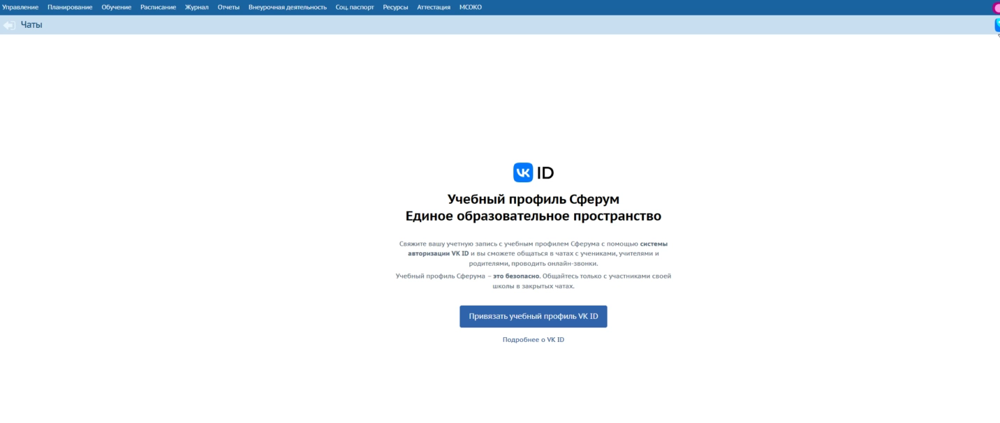 Управление Планирование Обучение Расписание Журнал Отчеты Внеурочная деятельность Соц. паспорт Ресурсы Аттестация МСОКО
Чаты
VK ID
Учебный профиль Сферум
Единое образовательное пространство
Свяжите вашу учетную запись с учебным профилем Сферума с помощью системы
авторизации VK ID и вы сможете общаться в чатах с учениками, учителями и
родителями, проводить онлайн-звонки.
Учебный профиль Сферума – это безопасно. Общайтесь только с участниками своей
школы в закрытых чатах.
Привязать учебный профиль VK ID
Подробнее о VK ID